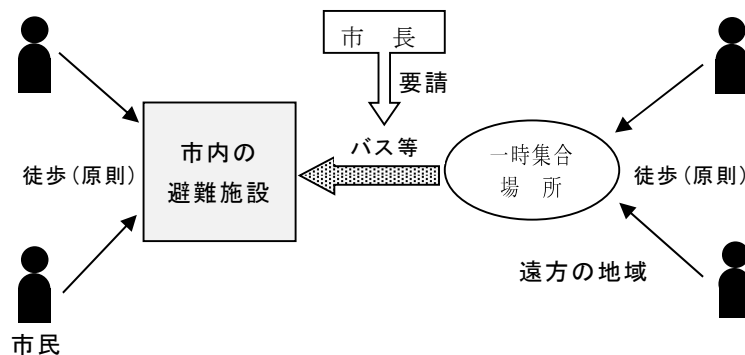 市　長
要請
バス等
市内の
避難施設
一時集合
場　所
徒歩（原則）
徒歩（原則）
遠方の地域
市民